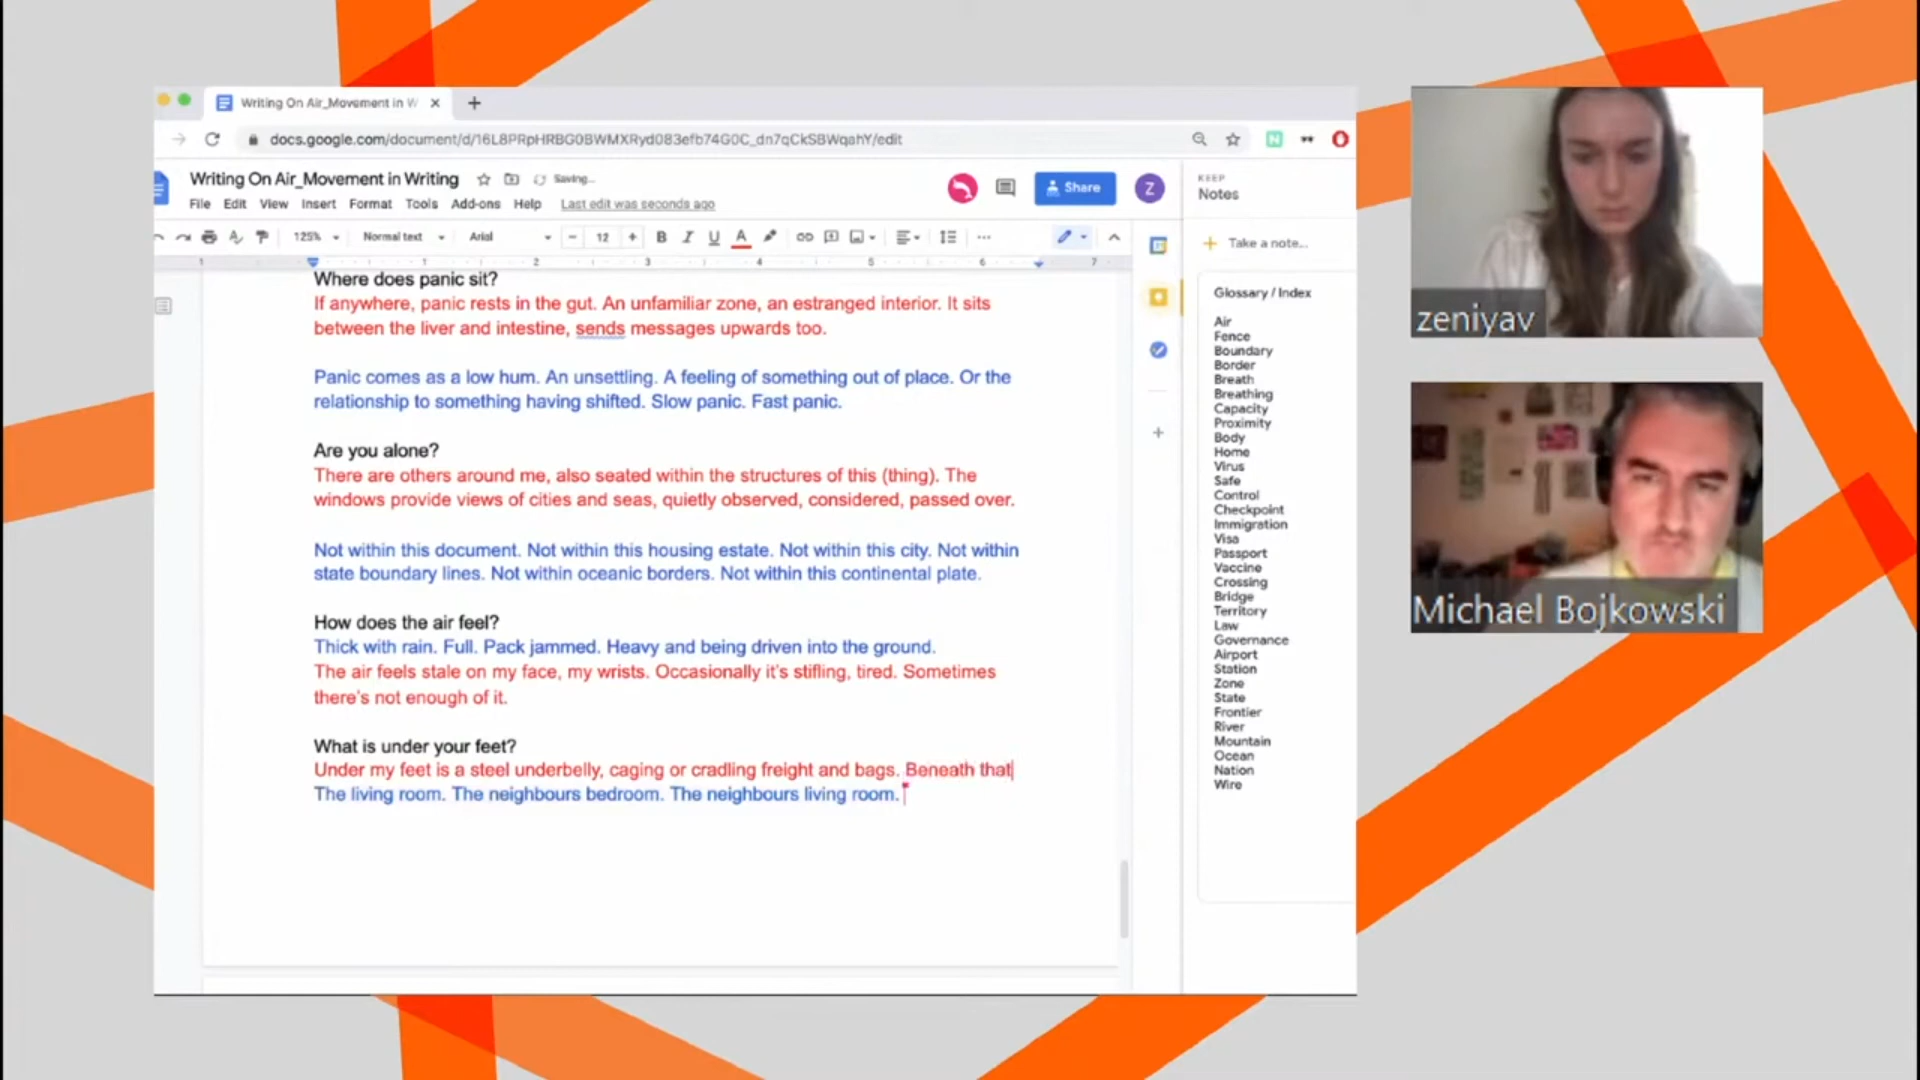 Writing On Air_Movement in W
docs.google.com/document/d/16L8PRpHRBG0BWMXRyd083efb74G0C_dn7qCkSBWqahY/edit
Writing On Air_Movement in Writing
Saving...
File Edit View Insert Format Tools Add-ons Help Last edit was seconds ago
Share
Z
125% Normal text Arial 12
1 1 2 3 4 5 6 7
Where does panic sit?
If anywhere, panic rests in the gut. An unfamiliar zone, an estranged interior. It sits
between the liver and intestine, sends messages upwards too.
Panic comes as a low hum. An unsettling. A feeling of something out of place. Or the
relationship to something having shifted. Slow panic. Fast panic.
Are you alone?
There are others around me, also seated within the structures of this (thing). The
windows provide views of cities and seas, quietly observed, considered, passed over.
Not within this document. Not within this housing estate. Not within this city. Not within
state boundary lines. Not within oceanic borders. Not within this continental plate.
How does the air feel?
Thick with rain. Full. Pack jammed. Heavy and being driven into the ground.
The air feels stale on my face, my wrists. Occasionally it's stifling, tired. Sometimes
there's not enough of it.
What is under your feet?
Under my feet is a steel underbelly, caging or cradling freight and bags. Beneath that
The living room. The neighbours bedroom. The neighbours living room.
KEEP
Notes
Take a note...
Glossary / Index
Air
Fence
Boundary
Border
Breath
Breathing
Capacity
Proximity
Body
Home
Virus
Safe
Control
Checkpoint
Immigration
Visa
Passport
Vaccine
Crossing
Bridge
Territory
Law
Governance
Airport
Station
Zone
State
Frontier
River
Mountain
Ocean
Nation
Wire
zeniyav
Michael Bojkowski